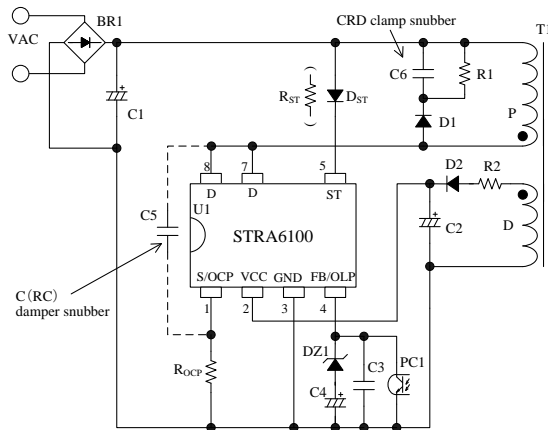 CRD clamp snubber
T1
BR1
VAC
C6
R1
RST
DST
C1
P
D1
D2
R2
8
7
5
D
D
ST
C5
U1
STRA6100
C2
D
C(RC)
damper snubber
S/OCP
VCC
GND
FB/OLP
1
2
3
4
DZ1
C3
PC1
ROCP
C4